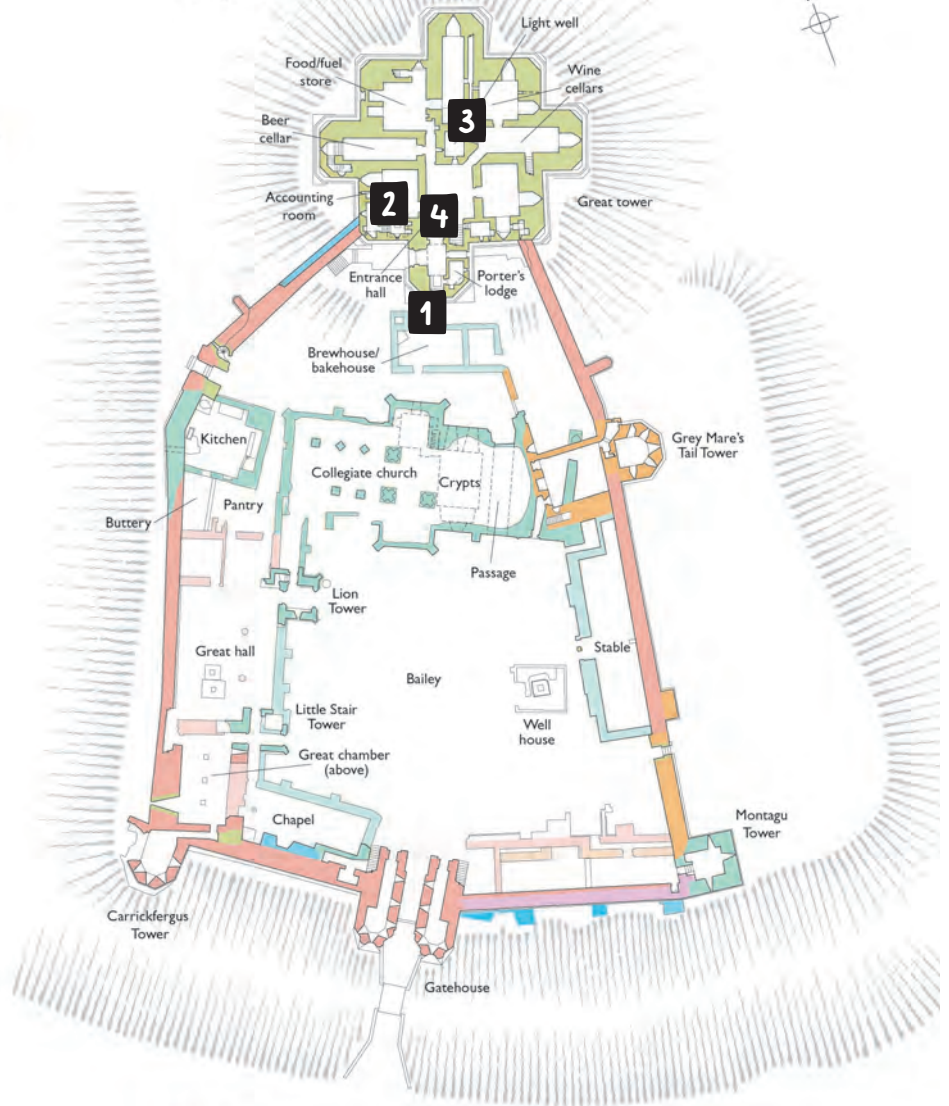 Light well
Food/fuel
store
Wine
cellars
3
Beer
cellar
Accounting
room
2
4
Great tower
Entrance
hall
Porter's
lodge
1
Brewhouse/
bakehouse
Kitchen
Collegiate church
Crypts
Grey Mare's
Tail Tower
Pantry
Buttery
Passage
Lion
Tower
Great hall
Stable
Bailey
Little Stair
Tower
Well
house
Great chamber
(above)
Chapel
Montagu
Tower
Carrickfergus
Tower
Gatehouse